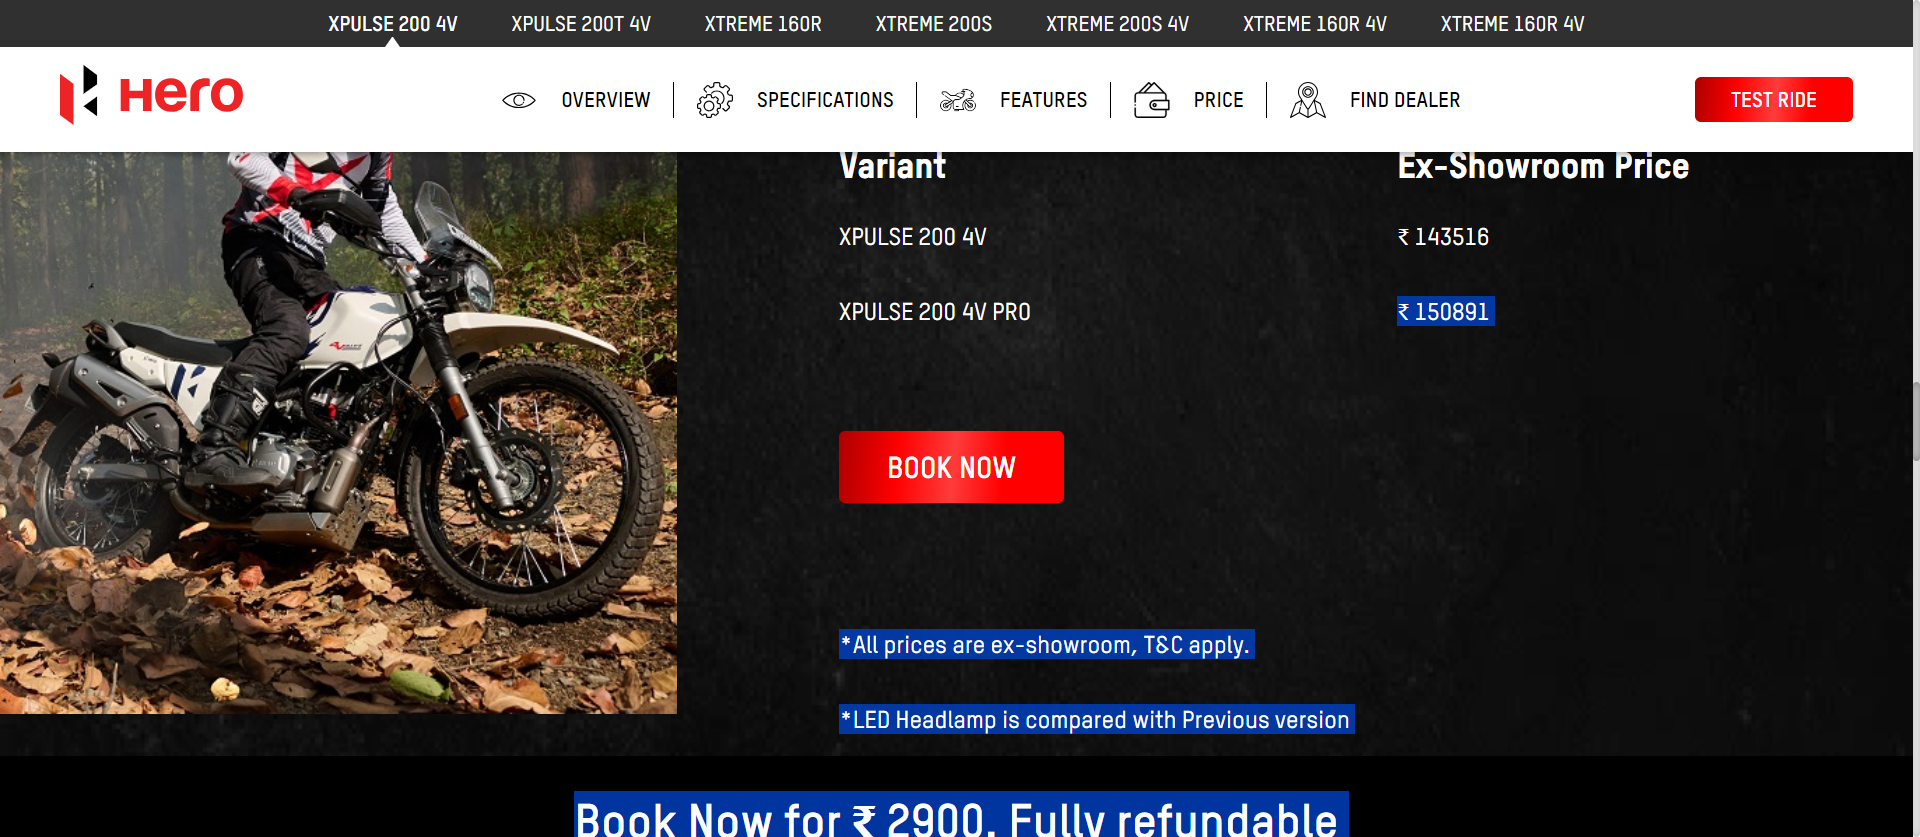 XPULSE 200 4V XPULSE 200T 4V XTREME 160R XTREME 200S XTREME 200S 4V XTREME 160R 4V XTREME 160R 4V
Hero OVERVIEW SPECIFICATIONS FEATURES PRICE FIND DEALER TEST RIDE
Variant Ex-Showroom Price
XPULSE 200 4V ₹ 143516
XPULSE 200 4V PRO ₹ 150891
BOOK NOW
*All prices are ex-showroom, T&C apply.
*LED Headlamp is compared with Previous version
Book Now for ₹ 2900. Fully refundable